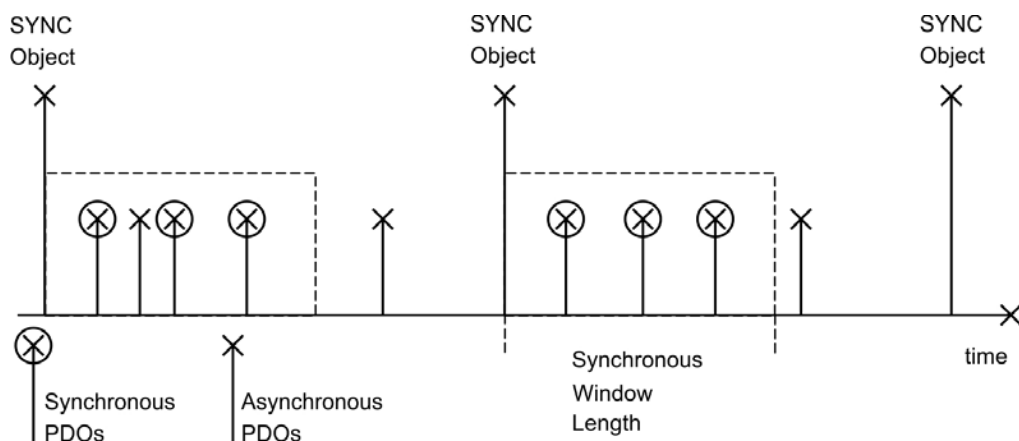 SYNC
Object
SYNC
Object
SYNC
Object
time
Synchronous
PDOs
Asynchronous
PDOs
Synchronous
Window
Length